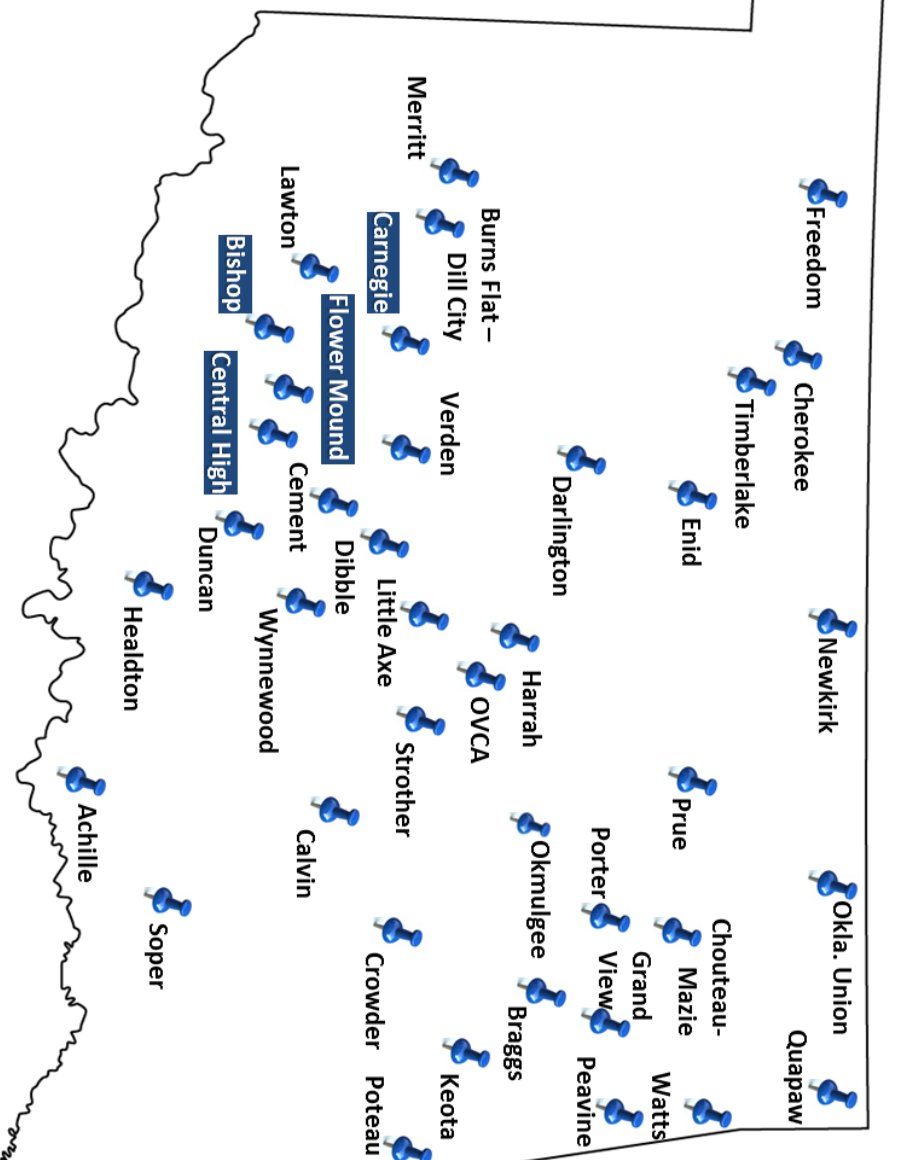 Freedom
Cherokee
Timberlake
Newkirk
Okla. Union
Quapaw
Enid
Prue
Chouteau-
Mazie
Watts
Darlington
Porter
Grand
View
Peavine
Burns Flat –
Dill City
Merritt
Harrah
OVCA
Okmulgee
Braggs
Keota
Carnegie
Verden
Little Axe
Strother
Crowder
Poteau
Lawton
Flower Mound
Cement
Dibble
Calvin
Bishop
Central High
Duncan
Wynnewood
Healdton
Soper
Achille